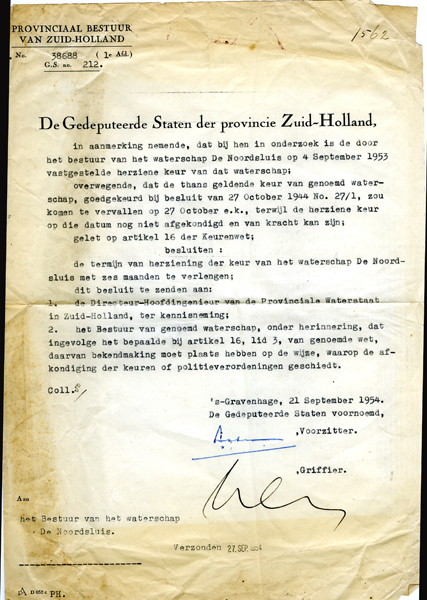 PROVINCIAAL BESTUUR
VAN ZUID-HOLLAND
No. 38688 (1e Afd.)
G.S. no. 212.
1562
De Gedeputeerde Staten der provincie Zuid-Holland,
in aanmerking nemende, dat bij hen in onderzoek is de door
het bestuur van het waterschap De Noordsluis op 4 September 1953
vastgestelde herziene keur van dat waterschap;
overwegende, dat de thans geldende keur van genoemd water-
schap, goedgekeurd bij besluit van 27 October 1944 No. 27/1, zou
komen te vervallen op 27 October e.k., terwijl de herziene keur
op die datum nog niet afgekondigd en van kracht kan zijn;
gelet op artikel 16 der Keurenwet;
besluiten :
de termijn van herziening der keur van het waterschap De Noord-
sluis met zes maanden te verlengen;
dit besluit te zenden aan:
1. de Directeur-Hoofdingenieur van de Provinciale Waterstaat
in Zuid-Holland, ter kennisneming;
2. het Bestuur van genoemd waterschap, onder herinnering, dat
ingevolge het bepaalde bij artikel 16, lid 3, van genoemde wet,
daarvan bekendmaking moet plaats hebben op de wijze, waarop de af-
kondiging der keuren of politieverordeningen geschiedt.
Coll.
's-Gravenhage, 21 September 1954.
De Gedeputeerde Staten voornoemd,
,Voorzitter.
,Griffier.
Aan
het Bestuur van het waterschap
De Noordsluis.
Verzonden 27 SEP. 1954
PH.